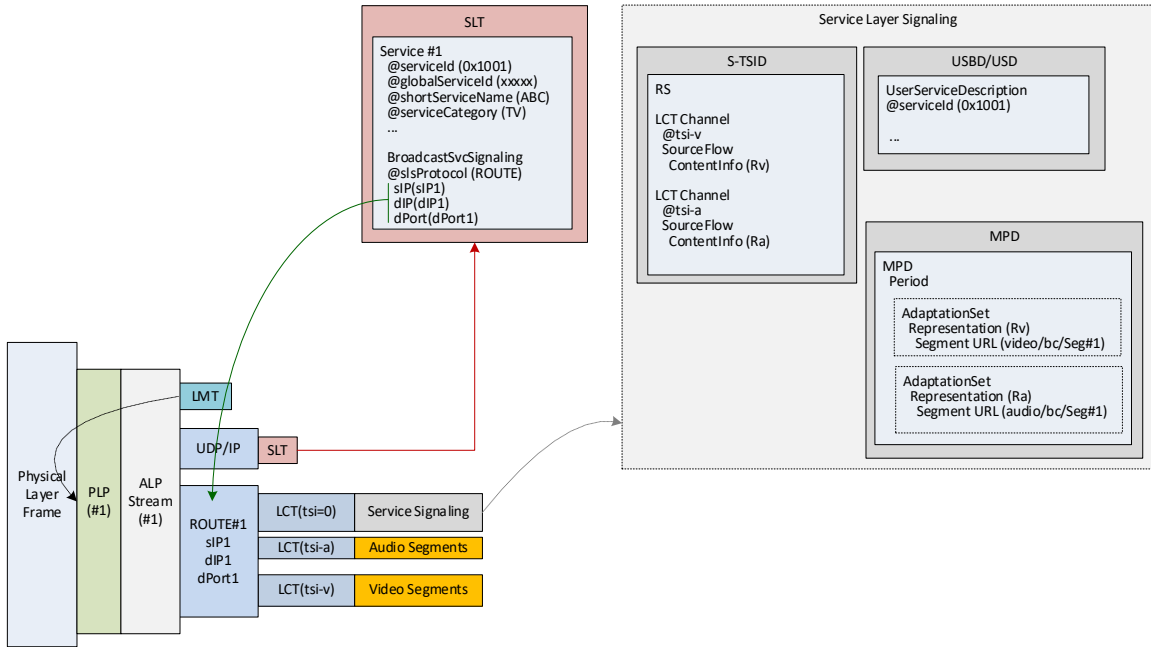 SLT
Service #1
@serviceId (0x1001)
@globalServiceId (xxxxx)
@shortServiceName (ABC)
@serviceCategory (TV)
...
BroadcastSvcSignaling
@slsProtocol (ROUTE)
sIP(sIP1)
dIP(dIP1)
dPort(dPort1)
Service Layer Signaling
S-TSID
RS
LCT Channel
@tsi-v
SourceFlow
ContentInfo (Rv)
LCT Channel
@tsi-a
SourceFlow
ContentInfo (Ra)
USBD/USD
UserServiceDescription
@serviceId (0x1001)
...
MPD
MPD
Period
AdaptationSet
Representation (Rv)
Segment URL (video/bc/Seg#1)
AdaptationSet
Representation (Ra)
Segment URL (audio/bc/Seg#1)
Physical
Layer
Frame
PLP
(#1)
ALP
Stream
(#1)
LMT
UDP/IP
SLT
ROUTE#1
sIP1
dIP1
dPort1
LCT(tsi=0)
Service Signaling
LCT(tsi-a)
Audio Segments
LCT(tsi-v)
Video Segments